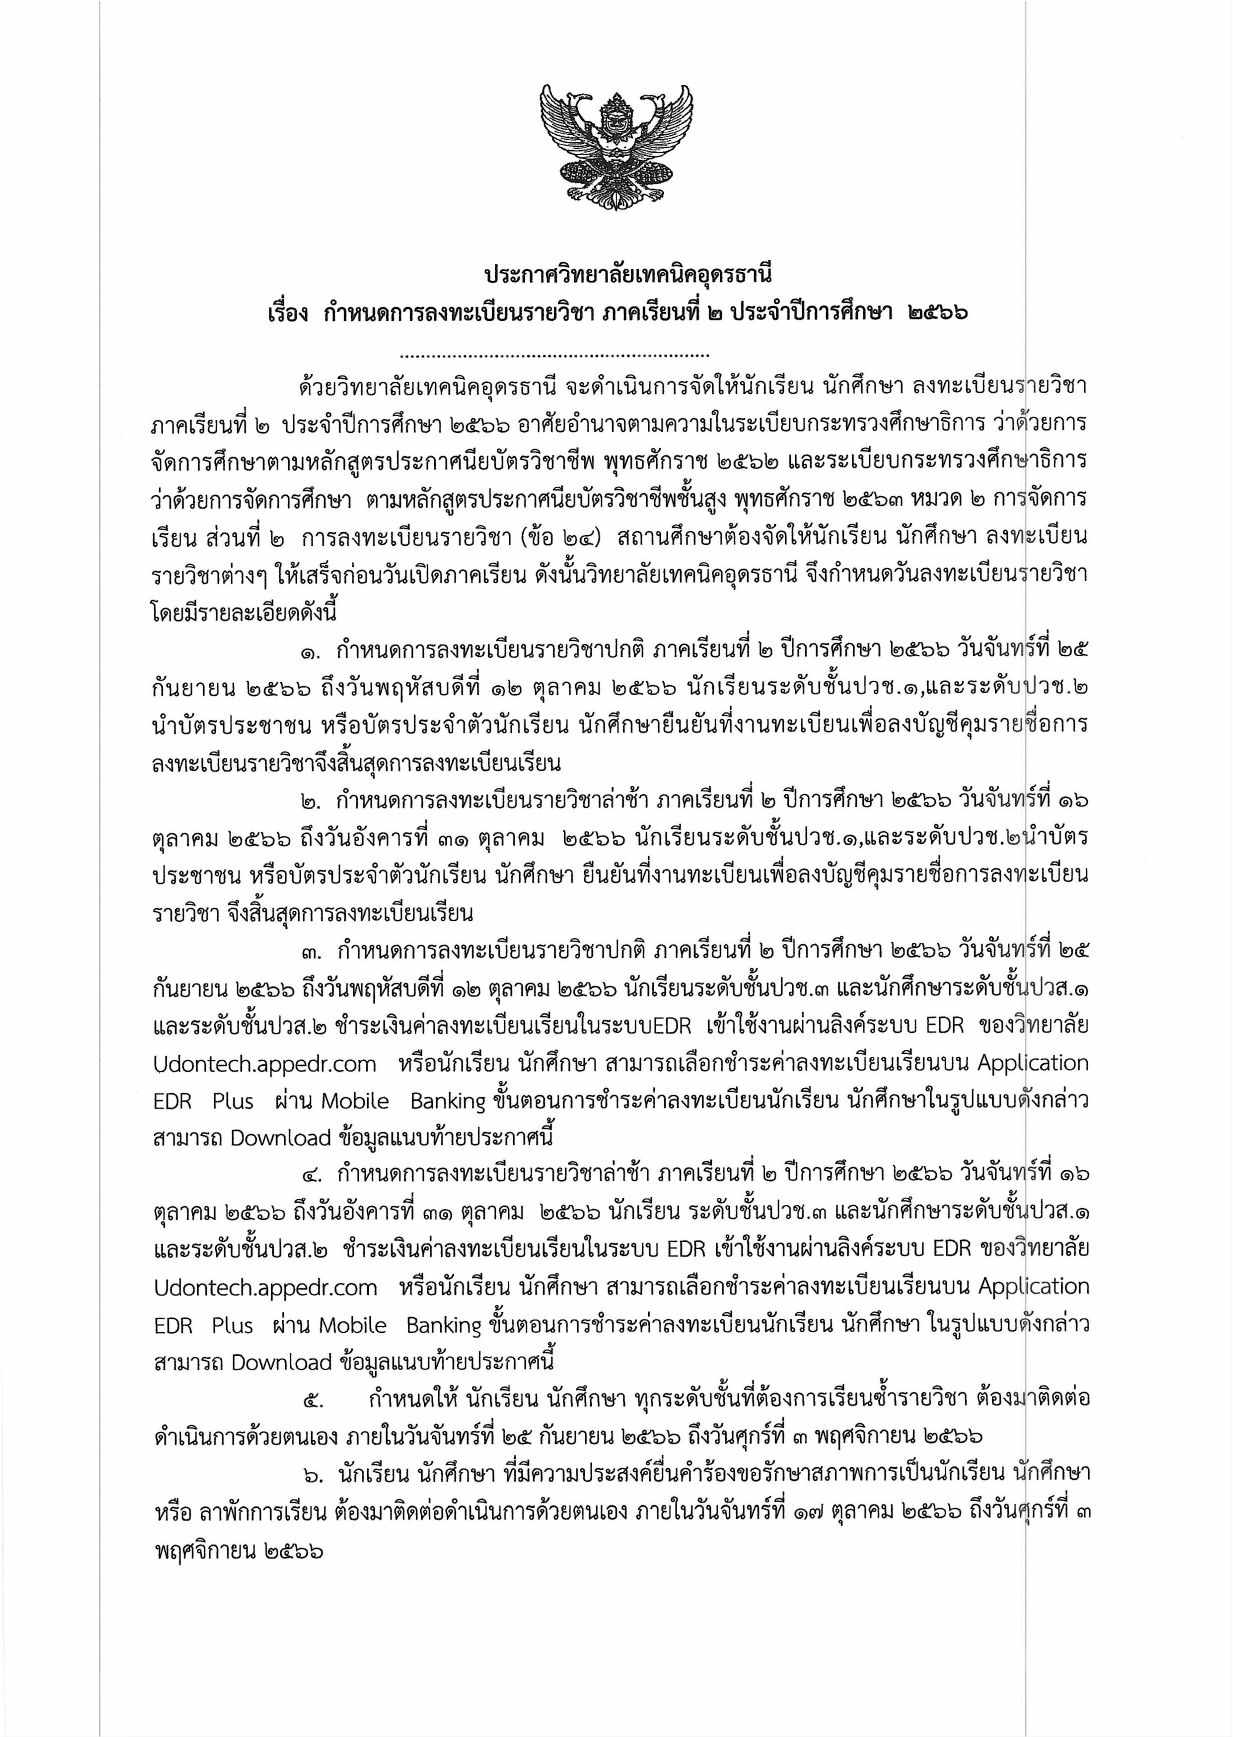 ประกาศวิทยาลัยเทคนิคอุดรธานี
เรื่อง กำหนดการลงทะเบียนรายวิชา ภาคเรียนที่ ๒ ประจำปีการศึกษา ๒๕๖๖
............................................................
ด้วยวิทยาลัยเทคนิคอุดรธานี จะดำเนินการจัดให้นักเรียน นักศึกษา ลงทะเบียนรายวิชา
ภาคเรียนที่ ๒ ประจำปีการศึกษา ๒๕๖๖ อาศัยอำนาจตามความในระเบียบกระทรวงศึกษาธิการ ว่าด้วยการ
จัดการศึกษาตามหลักสูตรประกาศนียบัตรวิชาชีพ พุทธศักราช ๒๕๖๒ และระเบียบกระทรวงศึกษาธิการ
ว่าด้วยการจัดการศึกษา ตามหลักสูตรประกาศนียบัตรวิชาชีพชั้นสูง พุทธศักราช ๒๕๖๓ หมวด ๒ การจัดการ
เรียน ส่วนที่ ๒ การลงทะเบียนรายวิชา (ข้อ ๒๔) สถานศึกษาต้องจัดให้นักเรียน นักศึกษา ลงทะเบียน
รายวิชาต่างๆ ให้เสร็จก่อนวันเปิดภาคเรียน ดังนั้นวิทยาลัยเทคนิคอุดรธานี จึงกำหนดวันลงทะเบียนรายวิชา
โดยมีรายละเอียดดังนี้
๑. กำหนดการลงทะเบียนรายวิชาปกติ ภาคเรียนที่ ๒ ปีการศึกษา ๒๕๖๖ วันจันทร์ที่ ๒๕
กันยายน ๒๕๖๖ ถึงวันพฤหัสบดีที่ ๑๒ ตุลาคม ๒๕๖๖ นักเรียนระดับชั้นปวช.๑,และระดับปวช.๒
นำบัตรประชาชน หรือบัตรประจำตัวนักเรียน นักศึกษายืนยันที่งานทะเบียนเพื่อลงบัญชีคุมรายชื่อการ
ลงทะเบียนรายวิชาจึงสิ้นสุดการลงทะเบียนเรียน
๒. กำหนดการลงทะเบียนรายวิชาล่าช้า ภาคเรียนที่ ๒ ปีการศึกษา ๒๕๖๖ วันจันทร์ที่ ๑๖
ตุลาคม ๒๕๖๖ ถึงวันอังคารที่ ๓๑ ตุลาคม ๒๕๖๖ นักเรียนระดับชั้นปวช.๑,และระดับปวช.๒นำบัตร
ประชาชน หรือบัตรประจำตัวนักเรียน นักศึกษา ยืนยันที่งานทะเบียนเพื่อลงบัญชีคุมรายชื่อการลงทะเบียน
รายวิชา จึงสิ้นสุดการลงทะเบียนเรียน
๓. กำหนดการลงทะเบียนรายวิชาปกติ ภาคเรียนที่ ๒ ปีการศึกษา ๒๕๖๖ วันจันทร์ที่ ๒๕
กันยายน ๒๕๖๖ ถึงวันพฤหัสบดีที่ ๑๒ ตุลาคม ๒๕๖๖ นักเรียนระดับชั้นปวช.๓ และนักศึกษาระดับชั้นปวส.๑
และระดับชั้นปวส.๒ ชำระเงินค่าลงทะเบียนเรียนในระบบEDR เข้าใช้งานผ่านลิงค์ระบบ EDR ของวิทยาลัย
Udontech.appedr.com หรือนักเรียน นักศึกษา สามารถเลือกชำระค่าลงทะเบียนเรียนบน Application
EDR Plus ผ่าน Mobile Banking ขั้นตอนการชำระค่าลงทะเบียนนักเรียน นักศึกษาในรูปแบบดังกล่าว
สามารถ Download ข้อมูลแนบท้ายประกาศนี้
๔. กำหนดการลงทะเบียนรายวิชาล่าช้า ภาคเรียนที่ ๒ ปีการศึกษา ๒๕๖๖ วันจันทร์ที่ ๑๖
ตุลาคม ๒๕๖๖ ถึงวันอังคารที่ ๓๑ ตุลาคม ๒๕๖๖ นักเรียน ระดับชั้นปวช.๓ และนักศึกษาระดับชั้นปวส.๑
และระดับชั้นปวส.๒ ชำระเงินค่าลงทะเบียนเรียนในระบบ EDR เข้าใช้งานผ่านลิงค์ระบบ EDR ของวิทยาลัย
Udontech.appedr.com หรือนักเรียน นักศึกษา สามารถเลือกชำระค่าลงทะเบียนเรียนบน Application
EDR Plus ผ่าน Mobile Banking ขั้นตอนการชำระค่าลงทะเบียนนักเรียน นักศึกษา ในรูปแบบดังกล่าว
สามารถ Download ข้อมูลแนบท้ายประกาศนี้
๕. กำหนดให้ นักเรียน นักศึกษา ทุกระดับชั้นที่ต้องการเรียนซ้ำรายวิชา ต้องมาติดต่อ
ดำเนินการด้วยตนเอง ภายในวันจันทร์ที่ ๒๕ กันยายน ๒๕๖๖ ถึงวันศุกร์ที่ ๓ พฤศจิกายน ๒๕๖๖
๖. นักเรียน นักศึกษา ที่มีความประสงค์ยื่นคำร้องขอรักษาสภาพการเป็นนักเรียน นักศึกษา
หรือ ลาพักการเรียน ต้องมาติดต่อดำเนินการด้วยตนเอง ภายในวันจันทร์ที่ ๑๗ ตุลาคม ๒๕๖๖ ถึงวันศุกร์ที่ ๓
พฤศจิกายน ๒๕๖๖